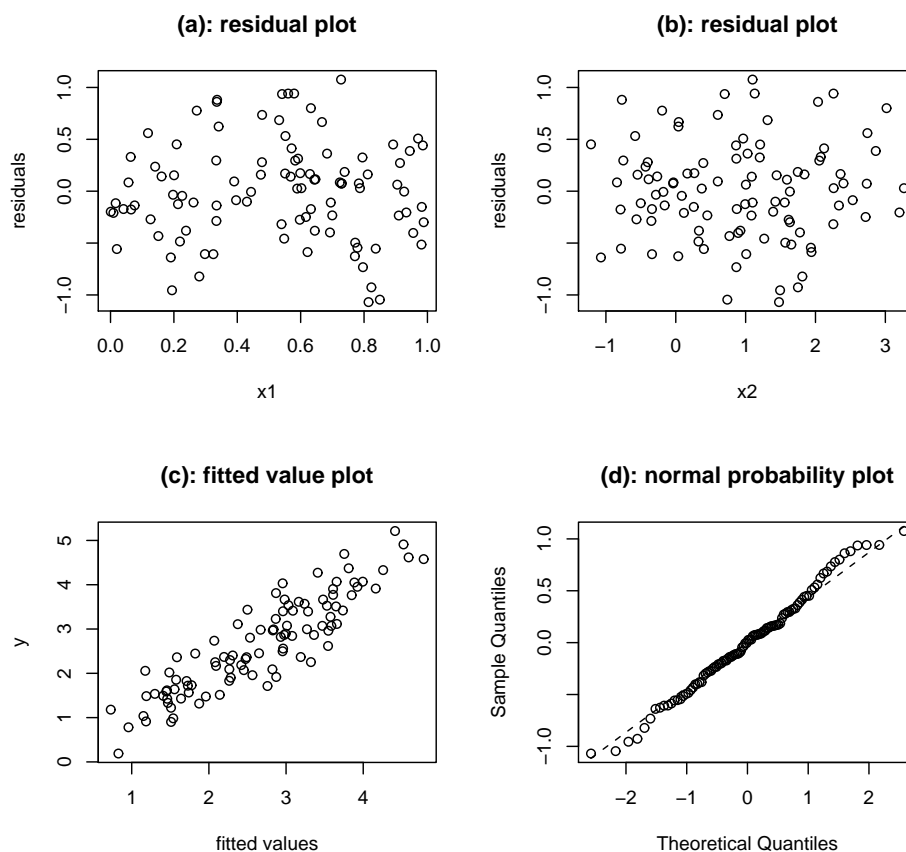 (a): residual plot
residuals
1.0
0.5
0.0
−1.0
0.0 0.2 0.4 0.6 0.8 1.0
x1
(b): residual plot
residuals
1.0
0.5
0.0
−1.0
−1 0 1 2 3
x2
(c): fitted value plot
y
5
4
3
2
1
0
1 2 3 4
fitted values
(d): normal probability plot
Sample Quantiles
1.0
0.5
0.0
−1.0
−2 −1 0 1 2
Theoretical Quantiles